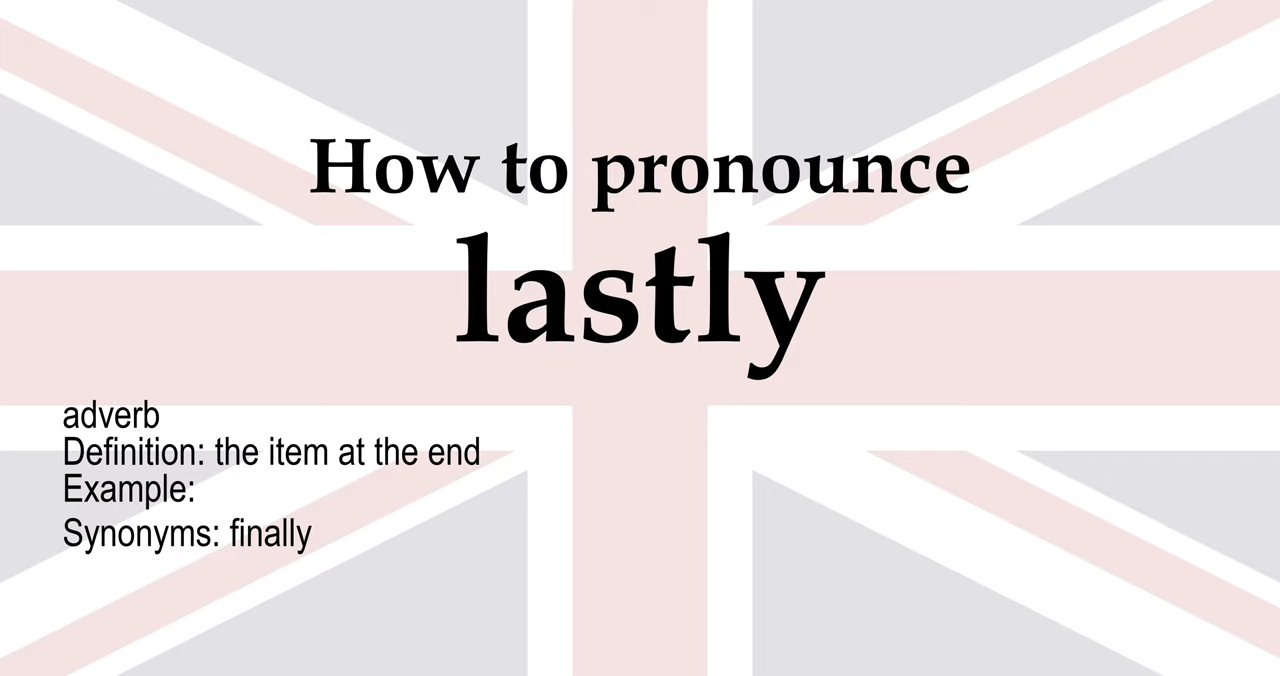 How to pronounce
lastly
adverb
Definition: the item at the end
Example:
Synonyms: finally